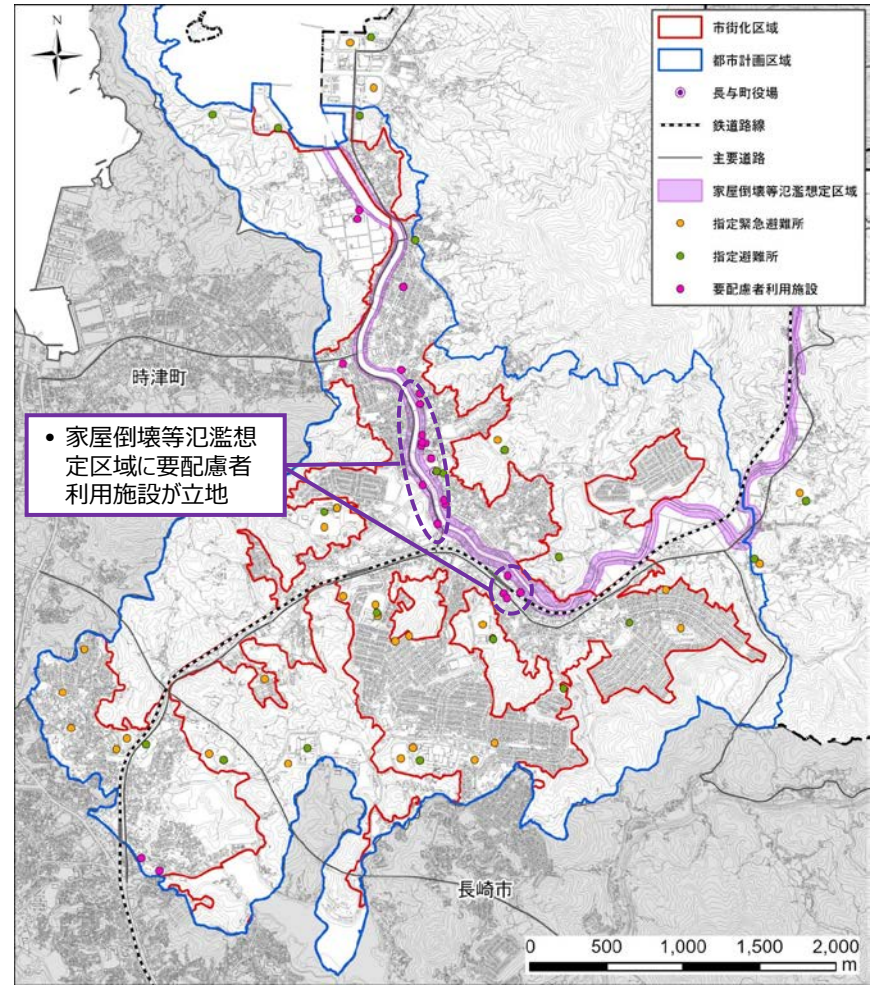 N
市街化区域
都市計画区域
長与町役場
鉄道路線
主要道路
家屋倒壊等氾濫想定区域
指定緊急避難所
指定避難所
要配慮者利用施設
時津町
• 家屋倒壊等氾濫想
定区域に要配慮者
利用施設が立地
長崎市
0 500 1,000 1,500 2,000
m